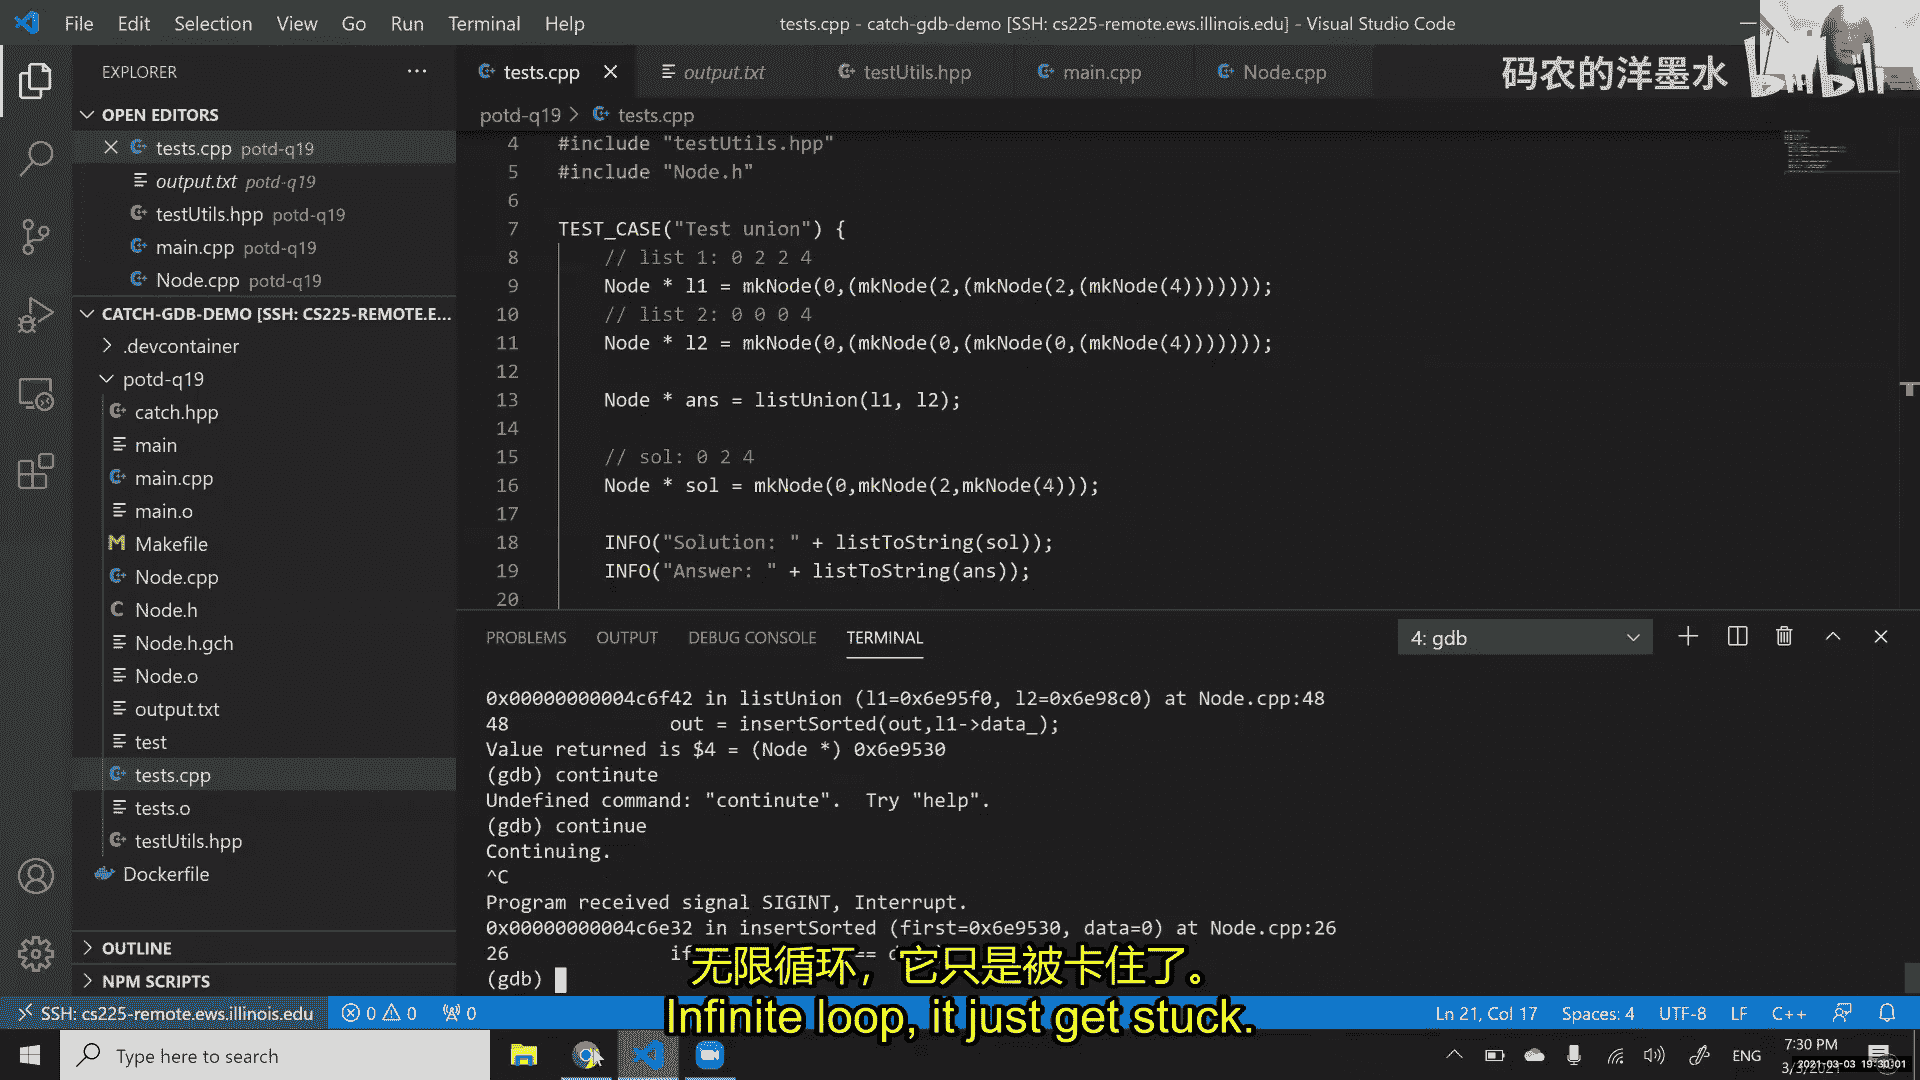 File Edit Selection View Go Run Terminal Help
tests.cpp - catch-gdb-demo [SSH: cs225-remote.ews.illinois.edu] - Visual Studio Code
码农的洋墨水
bilibili
EXPLORER
OPEN EDITORS
tests.cpp potd-q19
output.txt potd-q19
testUtils.hpp potd-q19
main.cpp potd-q19
Node.cpp potd-q19
CATCH-GDB-DEMO [SSH: CS225-REMOTE.E...
.devcontainer
potd-q19
catch.hpp
main
main.cpp
main.o
Makefile
Node.cpp
Node.h
Node.h.gch
Node.o
output.txt
test
tests.cpp
tests.o
testUtils.hpp
Dockerfile
OUTLINE
NPM SCRIPTS
tests.cpp output.txt testUtils.hpp main.cpp Node.cpp
potd-q19 > tests.cpp
4 #include "testUtils.hpp"
5 #include "Node.h"
6
7 TEST_CASE("Test union") {
8 // list 1: 0 2 2 4
9 Node * l1 = mkNode(0,(mkNode(2,(mkNode(2,(mkNode(4)))))));
10 // list 2: 0 0 0 4
11 Node * l2 = mkNode(0,(mkNode(0,(mkNode(0,(mkNode(4)))))));
12
13 Node * ans = listUnion(l1, l2);
14
15 // sol: 0 2 4
16 Node * sol = mkNode(0,mkNode(2,mkNode(4)));
17
18 INFO("Solution: " + listToString(sol));
19 INFO("Answer: " + listToString(ans));
20
PROBLEMS OUTPUT DEBUG CONSOLE TERMINAL
4: gdb
0x00000000004c6f42 in listUnion (l1=0x6e95f0, l2=0x6e98c0) at Node.cpp:48
48 out = insertSorted(out,l1->data_);
Value returned is $4 = (Node *) 0x6e9530
(gdb) continute
Undefined command: "continute". Try "help".
(gdb) continue
Continuing.
^C
Program received signal SIGINT, Interrupt.
0x00000000004c6e32 in insertSorted (first=0x6e9530, data=0) at Node.cpp:26
26 if == 
(gdb)
无限循环，它只是被卡住了。
Infinite loop, it just get stuck.
SSH: cs225-remote.ews.illinois.edu 0 0 0
Ln 21, Col 17 Spaces: 4 UTF-8 LF C++
Type here to search
ENG
7:30 PM
2021-03-03 19:30:01